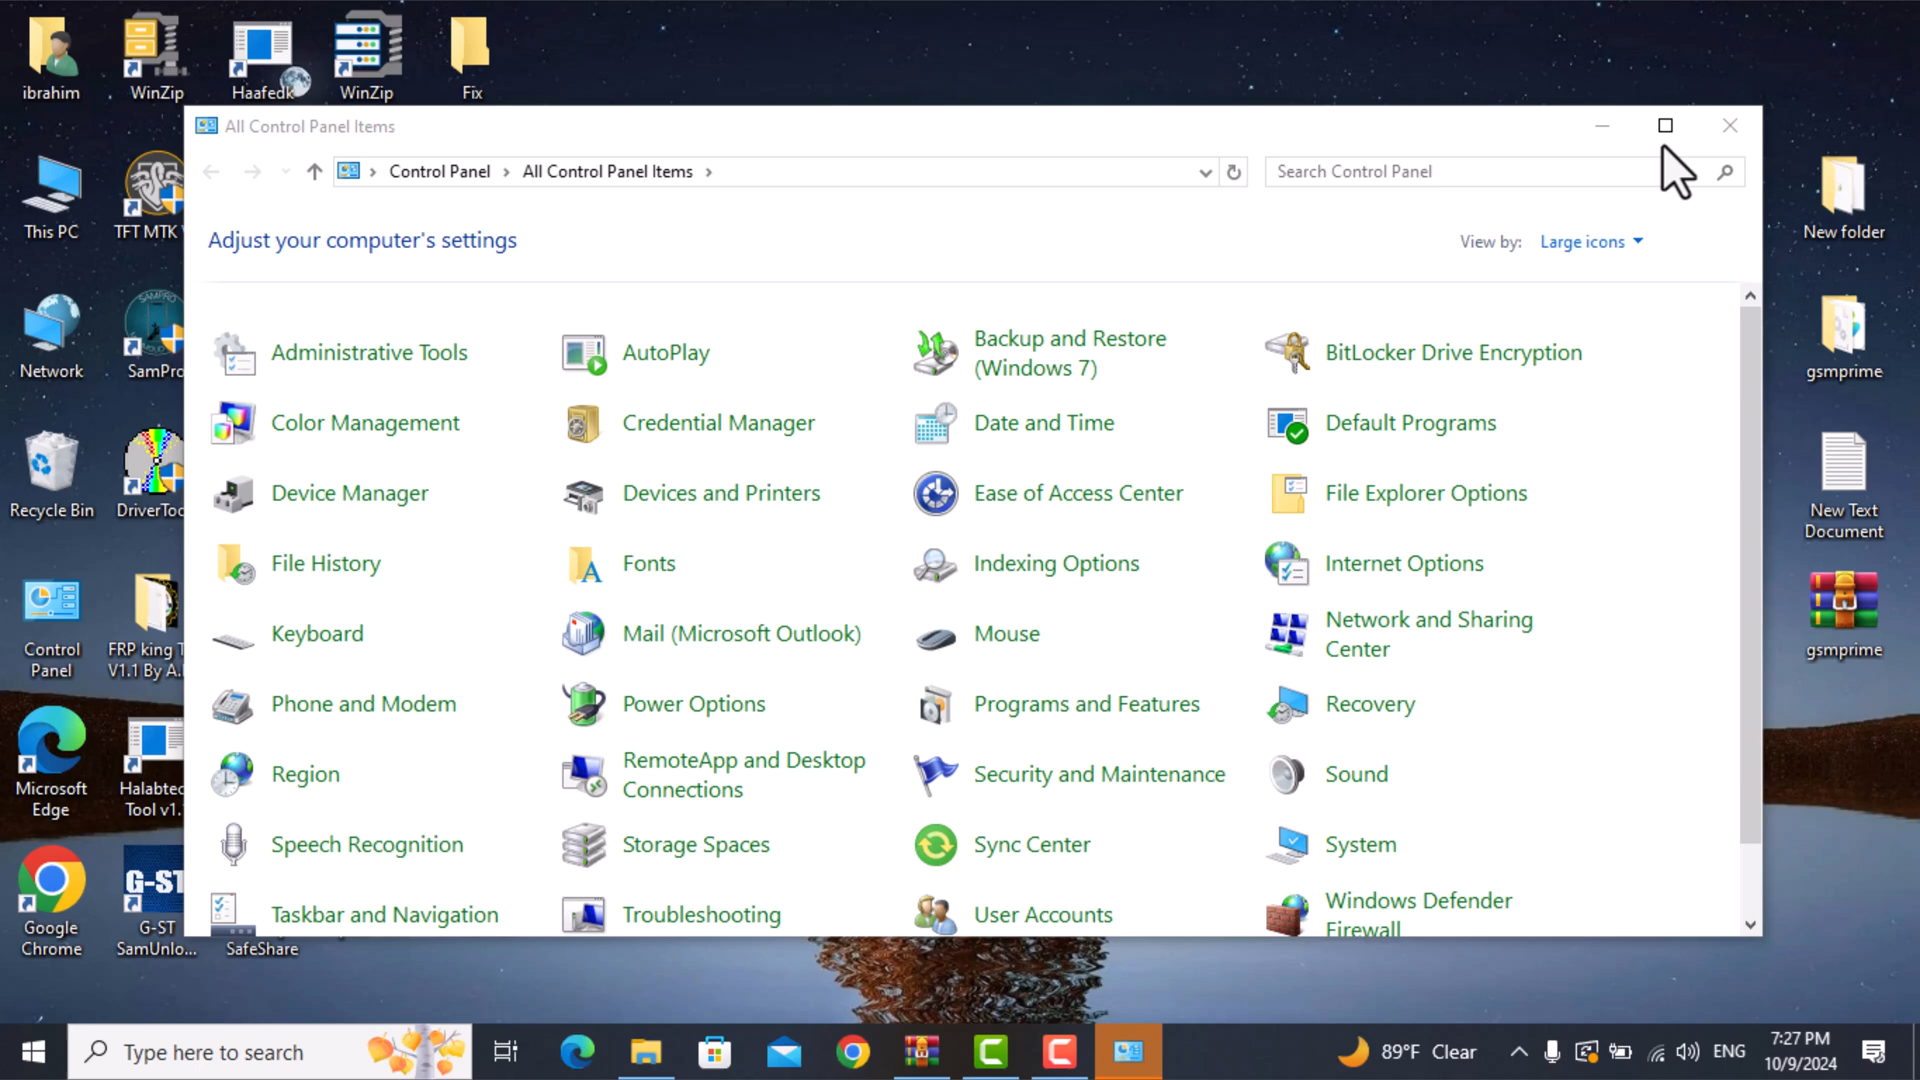 ibrahim
WinZip
Haafedk
WinZip
Fix
All Control Panel Items
Control Panel
All Control Panel Items
Search Control Panel
Adjust your computer's settings
View by:
Large icons
Administrative Tools
AutoPlay
Backup and Restore
(Windows 7)
BitLocker Drive Encryption
Color Management
Credential Manager
Date and Time
Default Programs
Device Manager
Devices and Printers
Ease of Access Center
File Explorer Options
File History
Fonts
Indexing Options
Internet Options
Keyboard
Mail (Microsoft Outlook)
Mouse
Network and Sharing
Center
Phone and Modem
Power Options
Programs and Features
Recovery
Region
RemoteApp and Desktop
Connections
Security and Maintenance
Sound
Speech Recognition
Storage Spaces
Sync Center
System
Taskbar and Navigation
Troubleshooting
User Accounts
Windows Defender
Firewall
This PC
TFT MTK
Network
SAMPRO
SamPro
Recycle Bin
DriverToo
Control
Panel
FRP king T
V1.1 By A.
Microsoft
Edge
Halabtec
Tool v1.
Google
Chrome
G-ST
G-ST
SamUnlo...
SafeShare
New folder
gsmprime
New Text
Document
gsmprime
Type here to search
89°F Clear
ENG
7:27 PM
10/9/2024